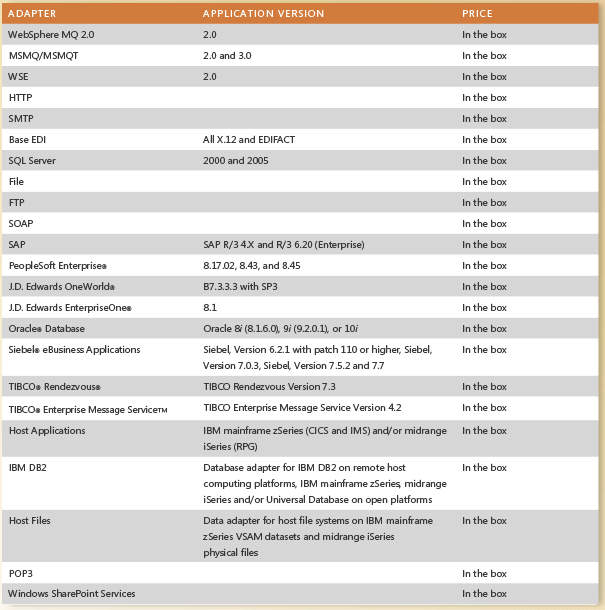 ADAPTER APPLICATION VERSION PRICE
WebSphere MQ 2.0 2.0 In the box
MSMQ/MSMQT 2.0 and 3.0 In the box
WSE 2.0 In the box
HTTP In the box
SMTP In the box
Base EDI All X.12 and EDIFACT In the box
SQL Server 2000 and 2005 In the box
File In the box
FTP In the box
SOAP In the box
SAP SAP R/3 4.X and R/3 6.20 (Enterprise) In the box
PeopleSoft Enterprise® 8.17.02, 8.43, and 8.45 In the box
J.D. Edwards OneWorld® B7.3.3.3 with SP3 In the box
J.D. Edwards EnterpriseOne® 8.1 In the box
Oracle® Database Oracle 8i (8.1.6.0), 9i (9.2.0.1), or 10i In the box
Siebel® eBusiness Applications Siebel, Version 6.2.1 with patch 110 or higher, Siebel, In the box
Version 7.0.3, Siebel, Version 7.5.2 and 7.7
TIBCO® Rendezvous® TIBCO Rendezvous Version 7.3 In the box
TIBCO® Enterprise Message Service™ TIBCO Enterprise Message Service Version 4.2 In the box
Host Applications IBM mainframe zSeries (CICS and IMS) and/or midrange In the box
iSeries (RPG)
IBM DB2 Database adapter for IBM DB2 on remote host In the box
computing platforms, IBM mainframe zSeries, midrange
iSeries and/or Universal Database on open platforms
Host Files Data adapter for host file systems on IBM mainframe In the box
zSeries VSAM datasets and midrange iSeries
physical files
POP3 In the box
Windows SharePoint Services In the box